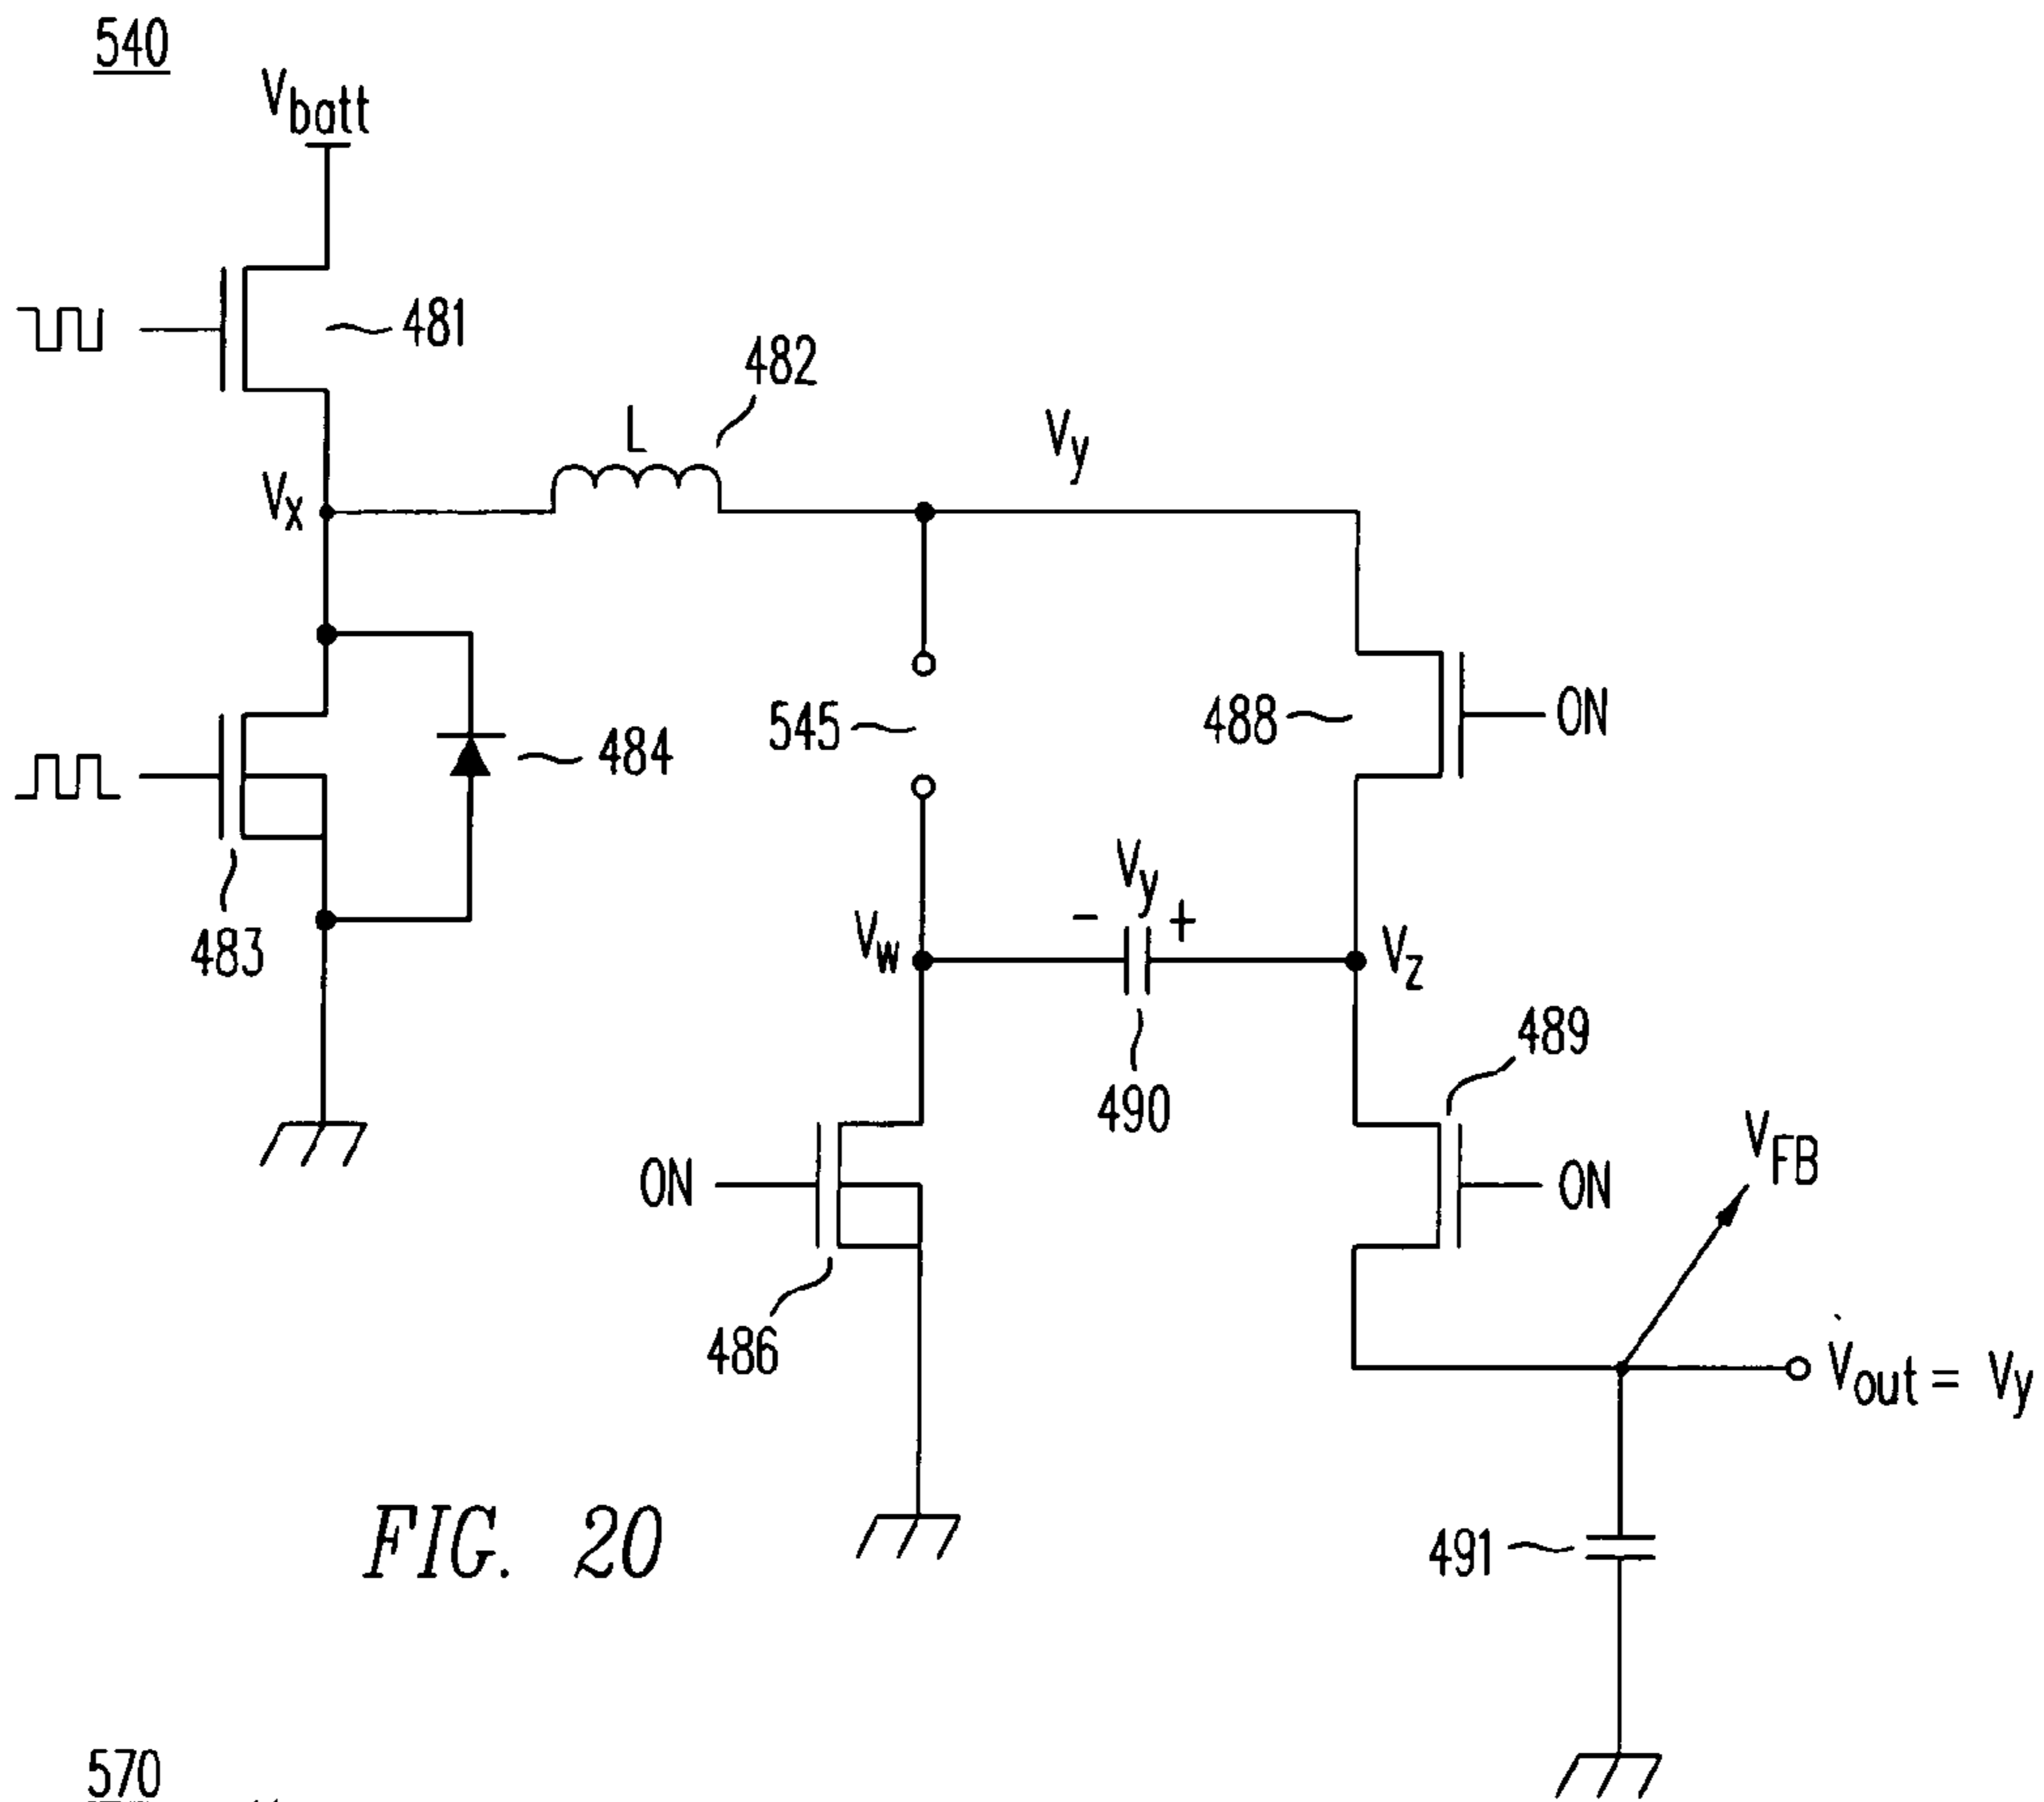 540
Vbatt
481
482
L
Vy
Vx
545
488
ON
484
Vy
- +
Vw
Vz
483
490
489
VFB
ON
ON
486
Vout = Vy
491
FIG. 20
570